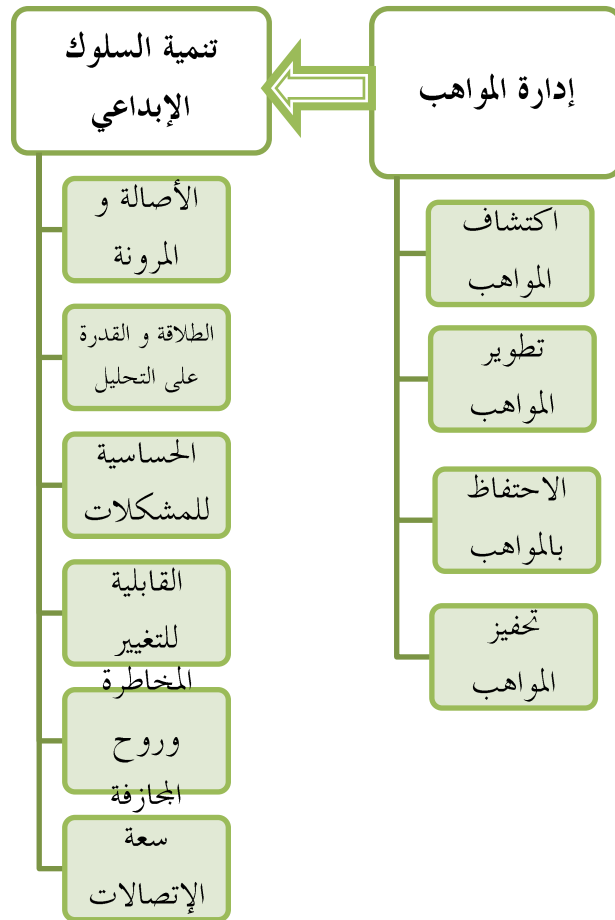 إدارة المواهب
اكتشاف
المواهب
تطوير
المواهب
الاحتفاظ
بالمواهب
تحفيز
المواهب
تنمية السلوك
الإبداعي
الأصالة و
المرونة
الطلاقة و القدرة
على التحليل
الحساسية
للمشكلات
القابلية
للتغيير
المخاطرة
وروح
المجازفة
سعة
الإتصالات